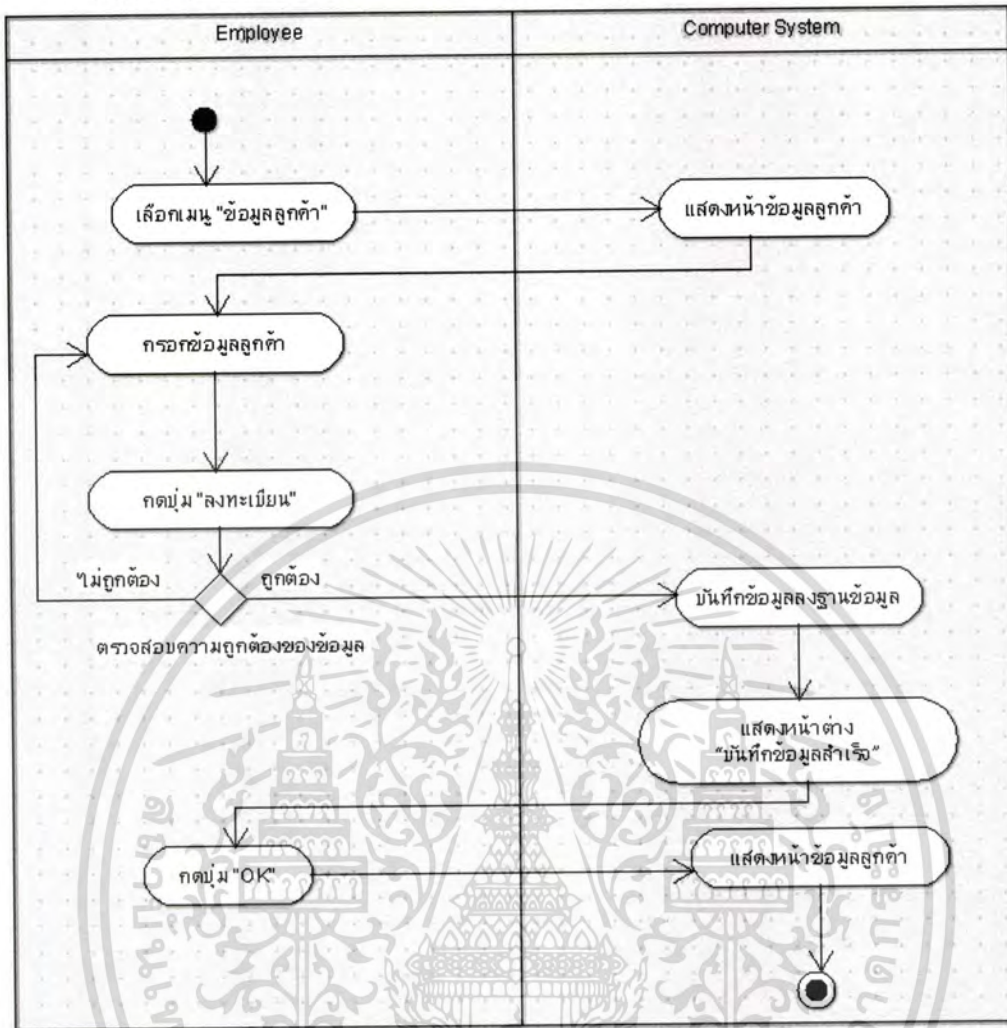 Employee
Computer System
เลือกเมนู "ข้อมูลลูกค้า"
แสดงหน้าข้อมูลลูกค้า
กรอกข้อมูลลูกค้า
กดปุ่ม "ลงทะเบียน"
ไม่ถูกต้อง
ถูกต้อง
ตรวจสอบความถูกต้องของข้อมูล
บันทึกข้อมูลลงฐานข้อมูล
แสดงหน้าต่าง
"บันทึกข้อมูลสำเร็จ"
กดปุ่ม "OK"
แสดงหน้าข้อมูลลูกค้า